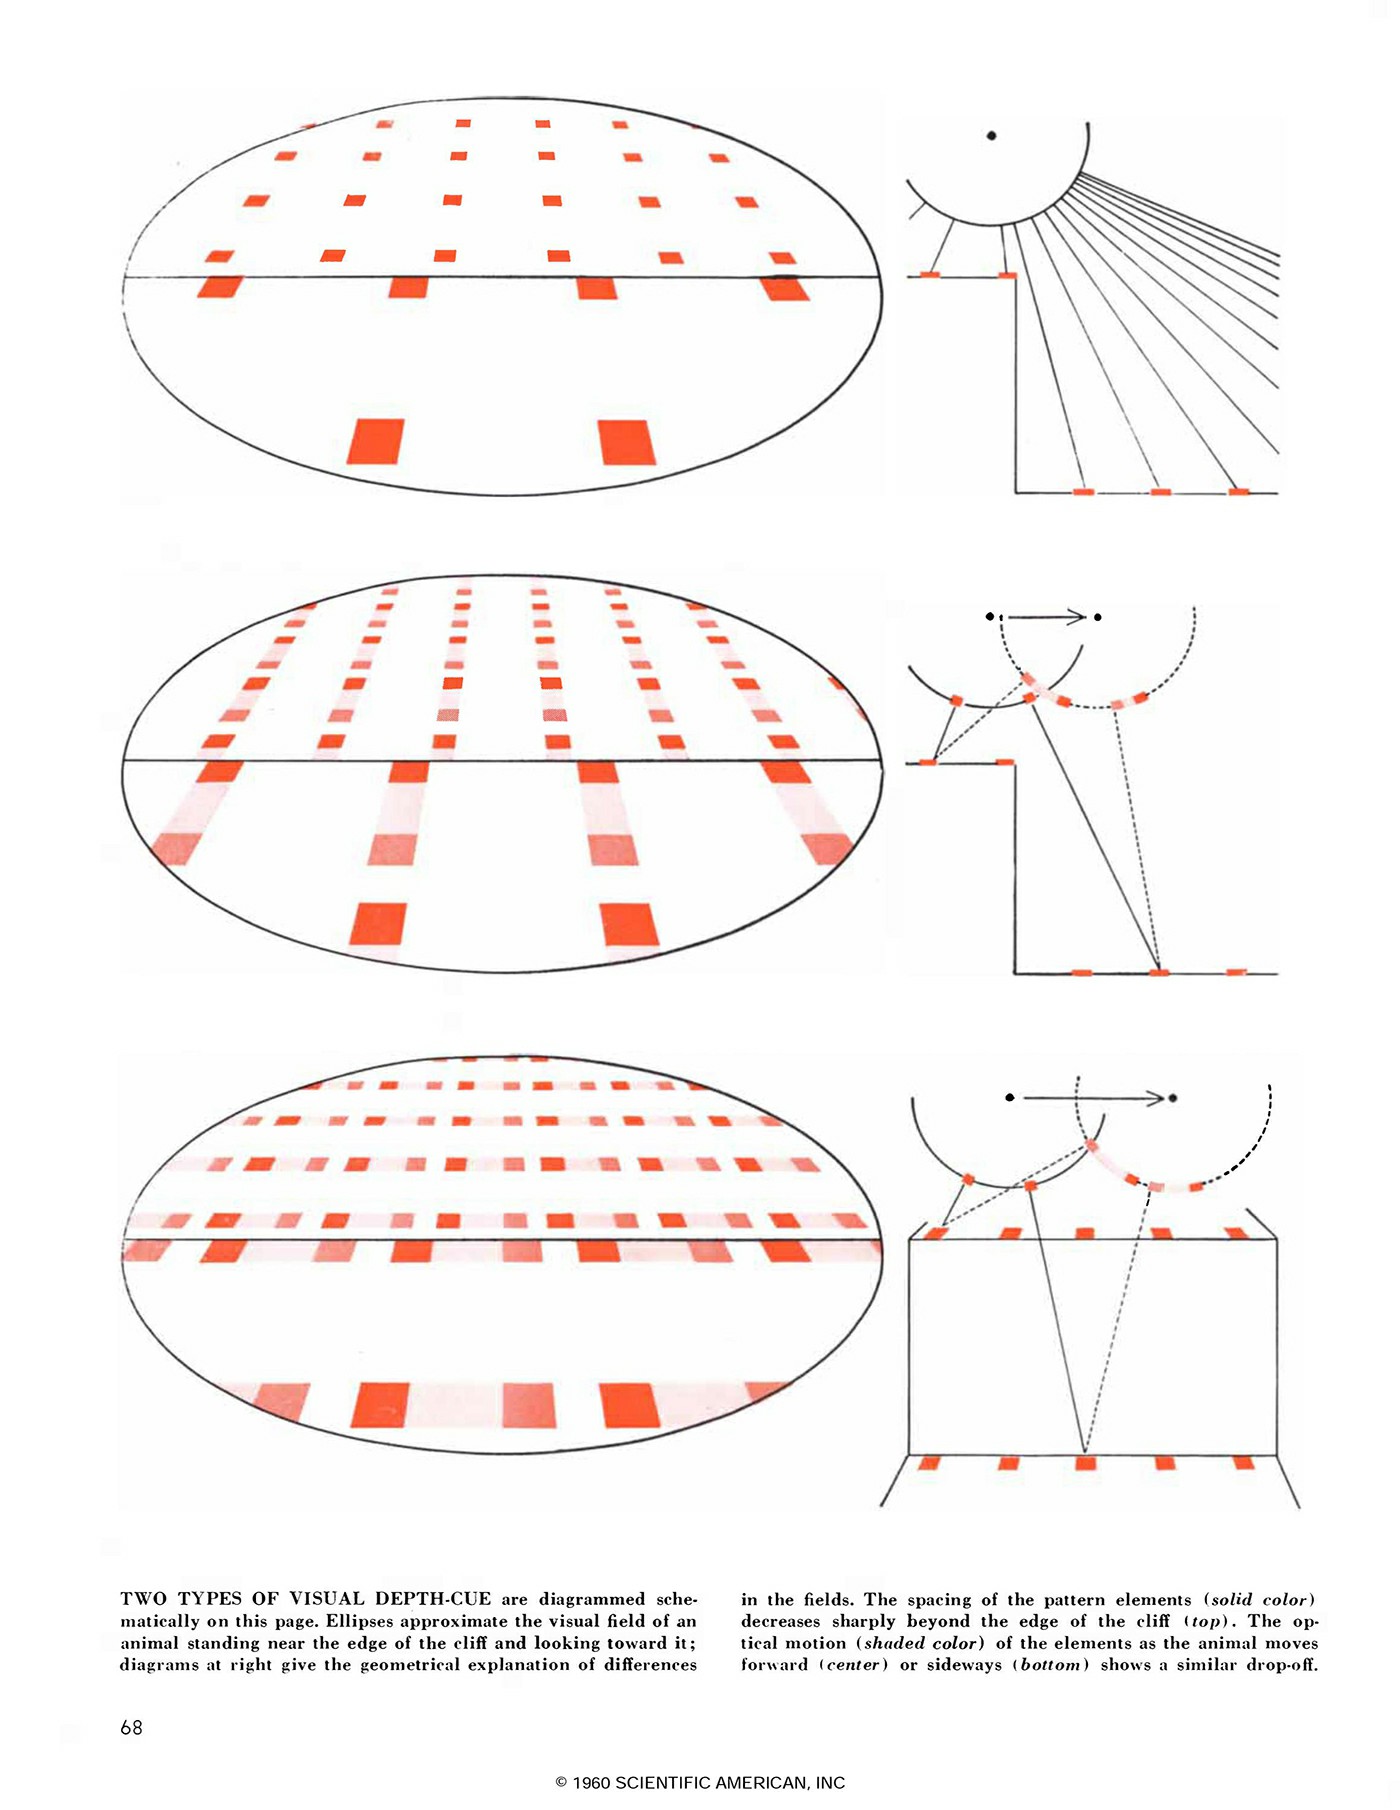 TWO TYPES OF VISUAL DEPTH-CUE are diagrammed sche-
matically on this page. Ellipses approximate the visual field of an
animal standing near the edge of the cliff and looking toward it;
diagrams at right give the geometrical explanation of differences
in the fields. The spacing of the pattern elements (solid color)
decreases sharply beyond the edge of the cliff (top). The op-
tical motion (shaded color) of the elements as the animal moves
forward (center) or sideways (bottom) shows a similar drop-off.
68
© 1960 SCIENTIFIC AMERICAN, INC